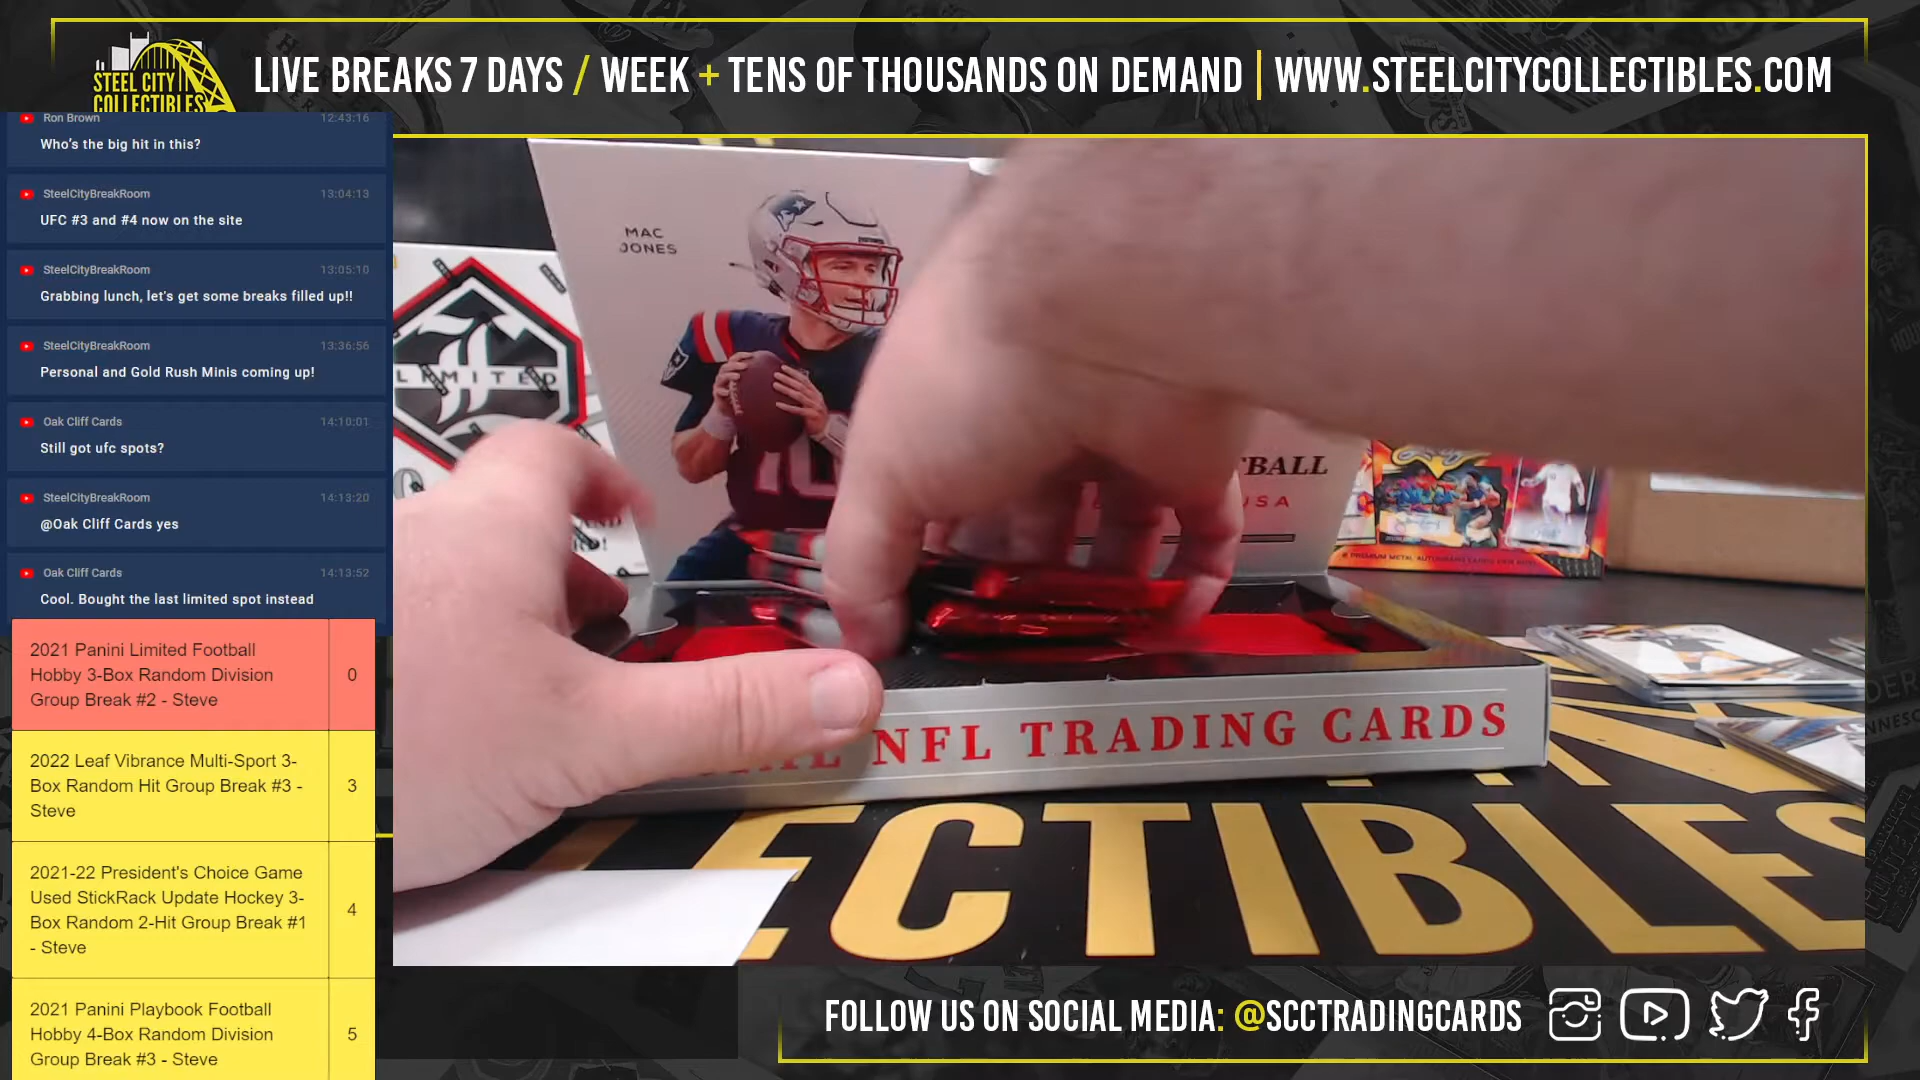 STEEL CITY
COLLECTIBLES
LIVE BREAKS 7 DAYS / WEEK + TENS OF THOUSANDS ON DEMAND | WWW.STEELCITYCOLLECTIBLES.COM
Ron Brown 12:43:16
Who's the big hit in this?
SteelCityBreakRoom 13:04:13
UFC #3 and #4 now on the site
SteelCityBreakRoom 13:05:10
Grabbing lunch, let's get some breaks filled up!!
SteelCityBreakRoom 13:36:56
Personal and Gold Rush Minis coming up!
Oak Cliff Cards 14:10:01
Still got ufc spots?
SteelCityBreakRoom 14:13:20
@Oak Cliff Cards yes
Oak Cliff Cards 14:13:52
Cool. Bought the last limited spot instead
2021 Panini Limited Football
Hobby 3-Box Random Division
Group Break #2 - Steve
0
2022 Leaf Vibrance Multi-Sport 3-
Box Random Hit Group Break #3 -
Steve
3
2021-22 President's Choice Game
Used StickRack Update Hockey 3-
Box Random 2-Hit Group Break #1
- Steve
4
2021 Panini Playbook Football
Hobby 4-Box Random Division
Group Break #3 - Steve
5
MAC
JONES
LIMITED
10
TBALL
USA
NFL TRADING CARDS
LECTIBLES
FOLLOW US ON SOCIAL MEDIA: @SCCTRADINGCARDS